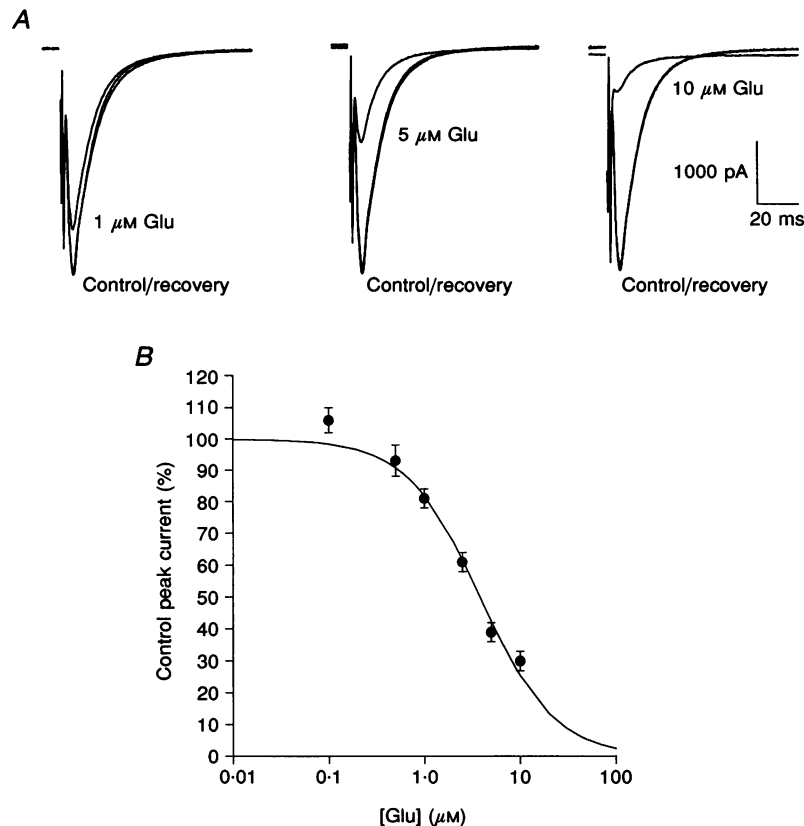 A
1 μM Glu
Control/recovery
5 μM Glu
Control/recovery
10 μM Glu
1000 pA
20 ms
Control/recovery
B
Control peak current (%)
120
110
100
90
80
70
60
50
40
30
20
10
0
0·01
0·1
1·0
10
100
[Glu] (μM)